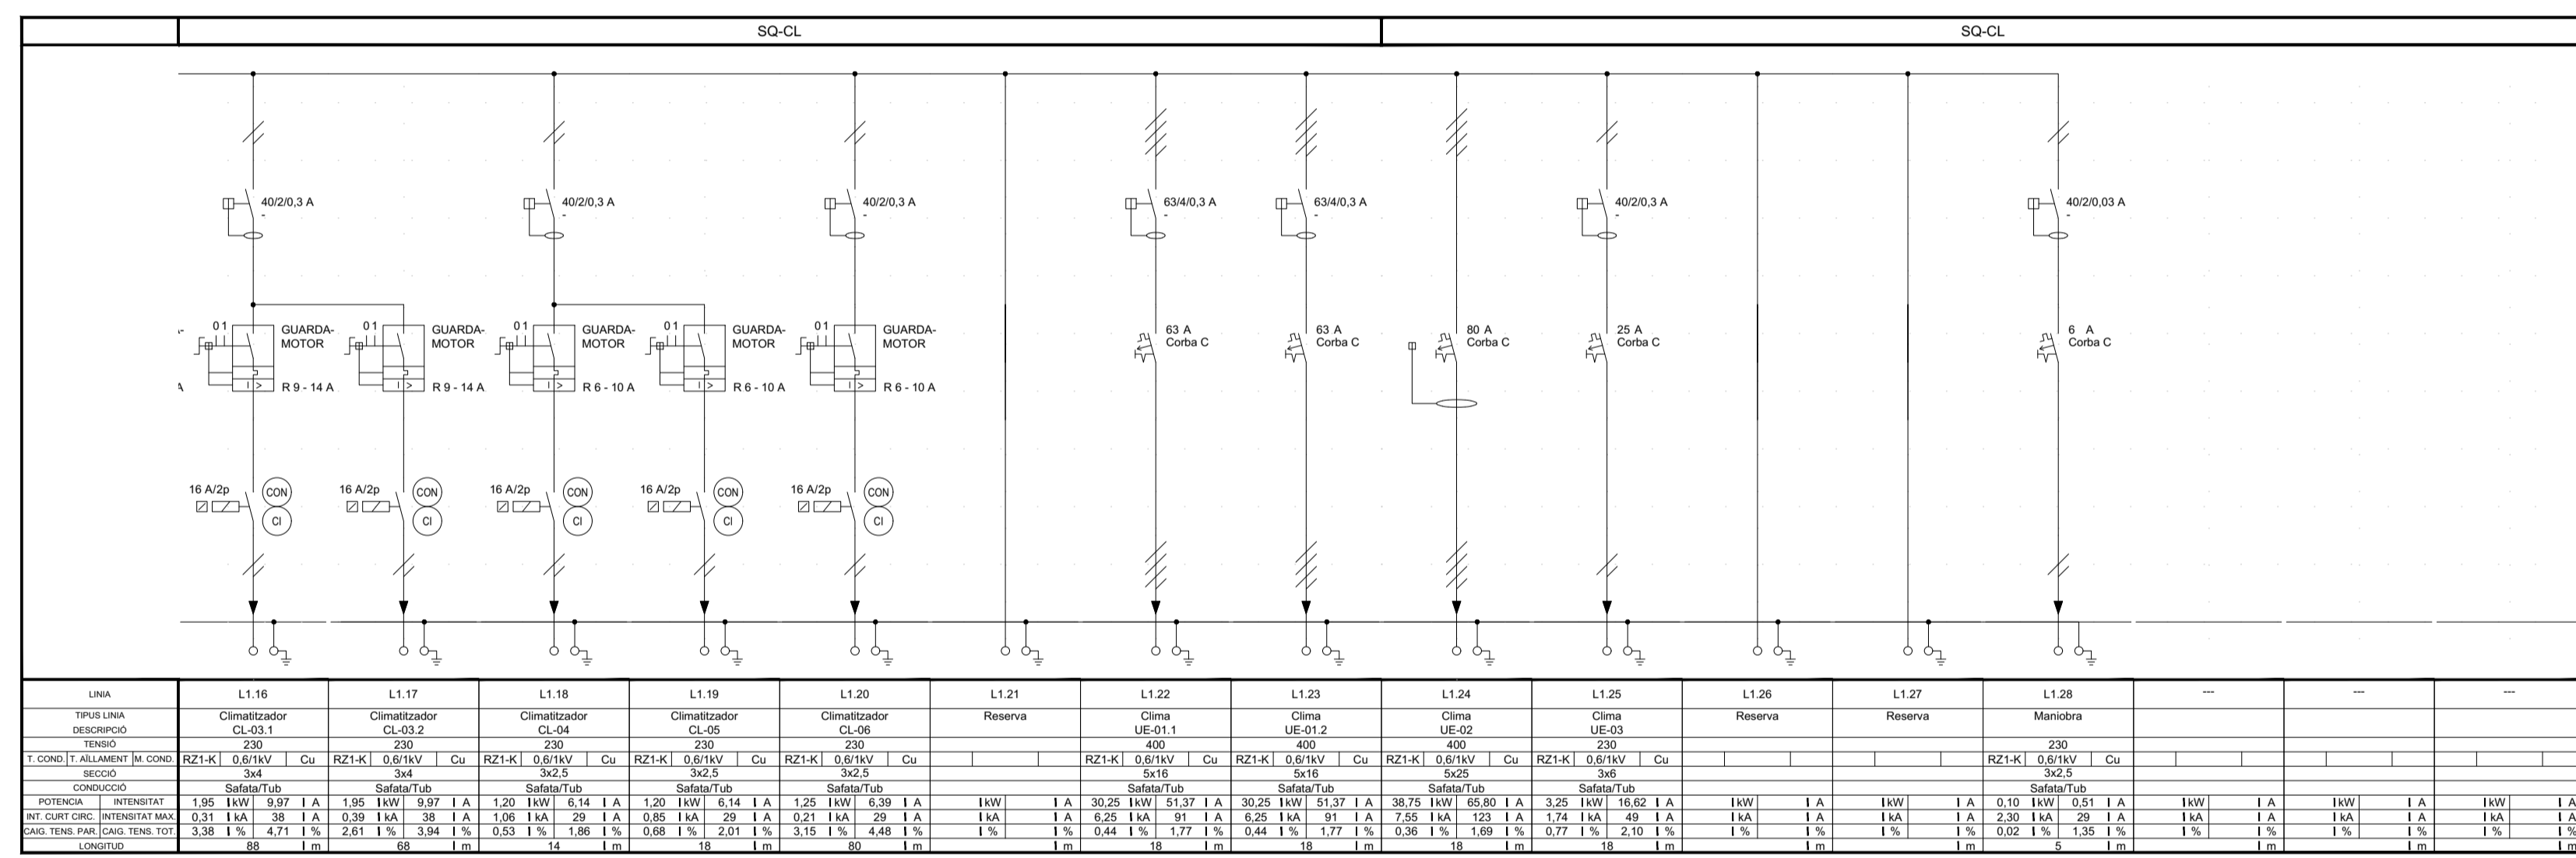 SQ-CL SQ-CL
40/2/0,3 A 40/2/0,3 A 40/2/0,3 A 63/4/0,3 A 63/4/0,3 A 40/2/0,3 A 40/2/0,03 A
- - - - - - -
0 1 GUARDA- 0 1 GUARDA- 0 1 GUARDA- 0 1 GUARDA- 0 1 GUARDA- 63 A 63 A 80 A 25 A 6 A
MOTOR MOTOR MOTOR MOTOR MOTOR Corba C Corba C Corba C Corba C Corba C
I > R 9 - 14 A I > R 9 - 14 A I > R 6 - 10 A I > R 6 - 10 A I > R 6 - 10 A
16 A/2p CON 16 A/2p CON 16 A/2p CON 16 A/2p CON 16 A/2p CON
CI CI CI CI CI
LINIA L1.16 L1.17 L1.18 L1.19 L1.20 L1.21 L1.22 L1.23 L1.24 L1.25 L1.26 L1.27 L1.28 --- --- ---
TIPUS LINIA Climatitzador Climatitzador Climatitzador Climatitzador Climatitzador Reserva Clima Clima Clima Clima Reserva Reserva Maniobra
DESCRIPCIÓ CL-03.1 CL-03.2 CL-04 CL-05 CL-06 UE-01.1 UE-01.2 UE-02 UE-03
TENSIÓ 230 230 230 230 230 400 400 400 230 230
T. COND. T. AÏLLAMENT M. COND. RZ1-K 0,6/1kV Cu RZ1-K 0,6/1kV Cu RZ1-K 0,6/1kV Cu RZ1-K 0,6/1kV Cu RZ1-K 0,6/1kV Cu RZ1-K 0,6/1kV Cu RZ1-K 0,6/1kV Cu RZ1-K 0,6/1kV Cu RZ1-K 0,6/1kV Cu RZ1-K 0,6/1kV Cu
SECCIÓ 3x4 3x4 3x2,5 3x2,5 3x2,5 5x16 5x16 5x25 3x6 3x2,5
CONDUCCIÓ Safata/Tub Safata/Tub Safata/Tub Safata/Tub Safata/Tub Safata/Tub Safata/Tub Safata/Tub Safata/Tub Safata/Tub
POTENCIA INTENSITAT 1,95 kW 9,97 A 1,95 kW 9,97 A 1,20 kW 6,14 A 1,20 kW 6,14 A 1,25 kW 6,39 A kW A 30,25 kW 51,37 A 30,25 kW 51,37 A 38,75 kW 65,80 A 3,25 kW 16,62 A kW A kW A 0,10 kW 0,51 A kW A kW A kW A
INT. CURT CIRC. INTENSITAT MAX. 0,31 kA 38 A 0,39 kA 38 A 1,06 kA 29 A 0,85 kA 29 A 0,21 kA 29 A kA A 6,25 kA 91 A 6,25 kA 91 A 7,55 kA 123 A 1,74 kA 49 A kA A kA A 2,30 kA 29 A kA A kA A kA A
CAIG. TENS. PAR. CAIG. TENS. TOT. 3,38 % 4,71 % 2,61 % 3,94 % 0,53 % 1,86 % 0,68 % 2,01 % 3,15 % 4,48 % % % 0,44 % 1,77 % 0,44 % 1,77 % 0,36 % 1,69 % 0,77 % 2,10 % % % % % 0,02 % 1,35 % % % % % % %
LONGITUD 88 m 68 m 14 m 18 m 80 m m 18 m 18 m 18 m 18 m m m 5 m m m m